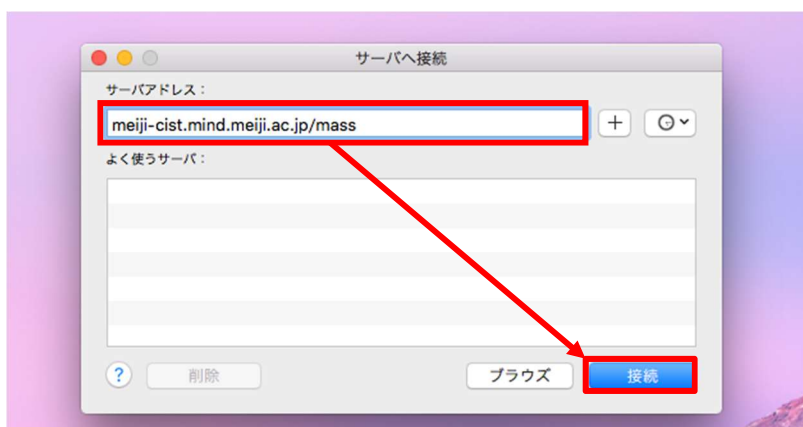 サーバへ接続
サーバアドレス：
meiji-cist.mind.meiji.ac.jp/mass
よく使うサーバ：
?
削除
ブラウズ
接続